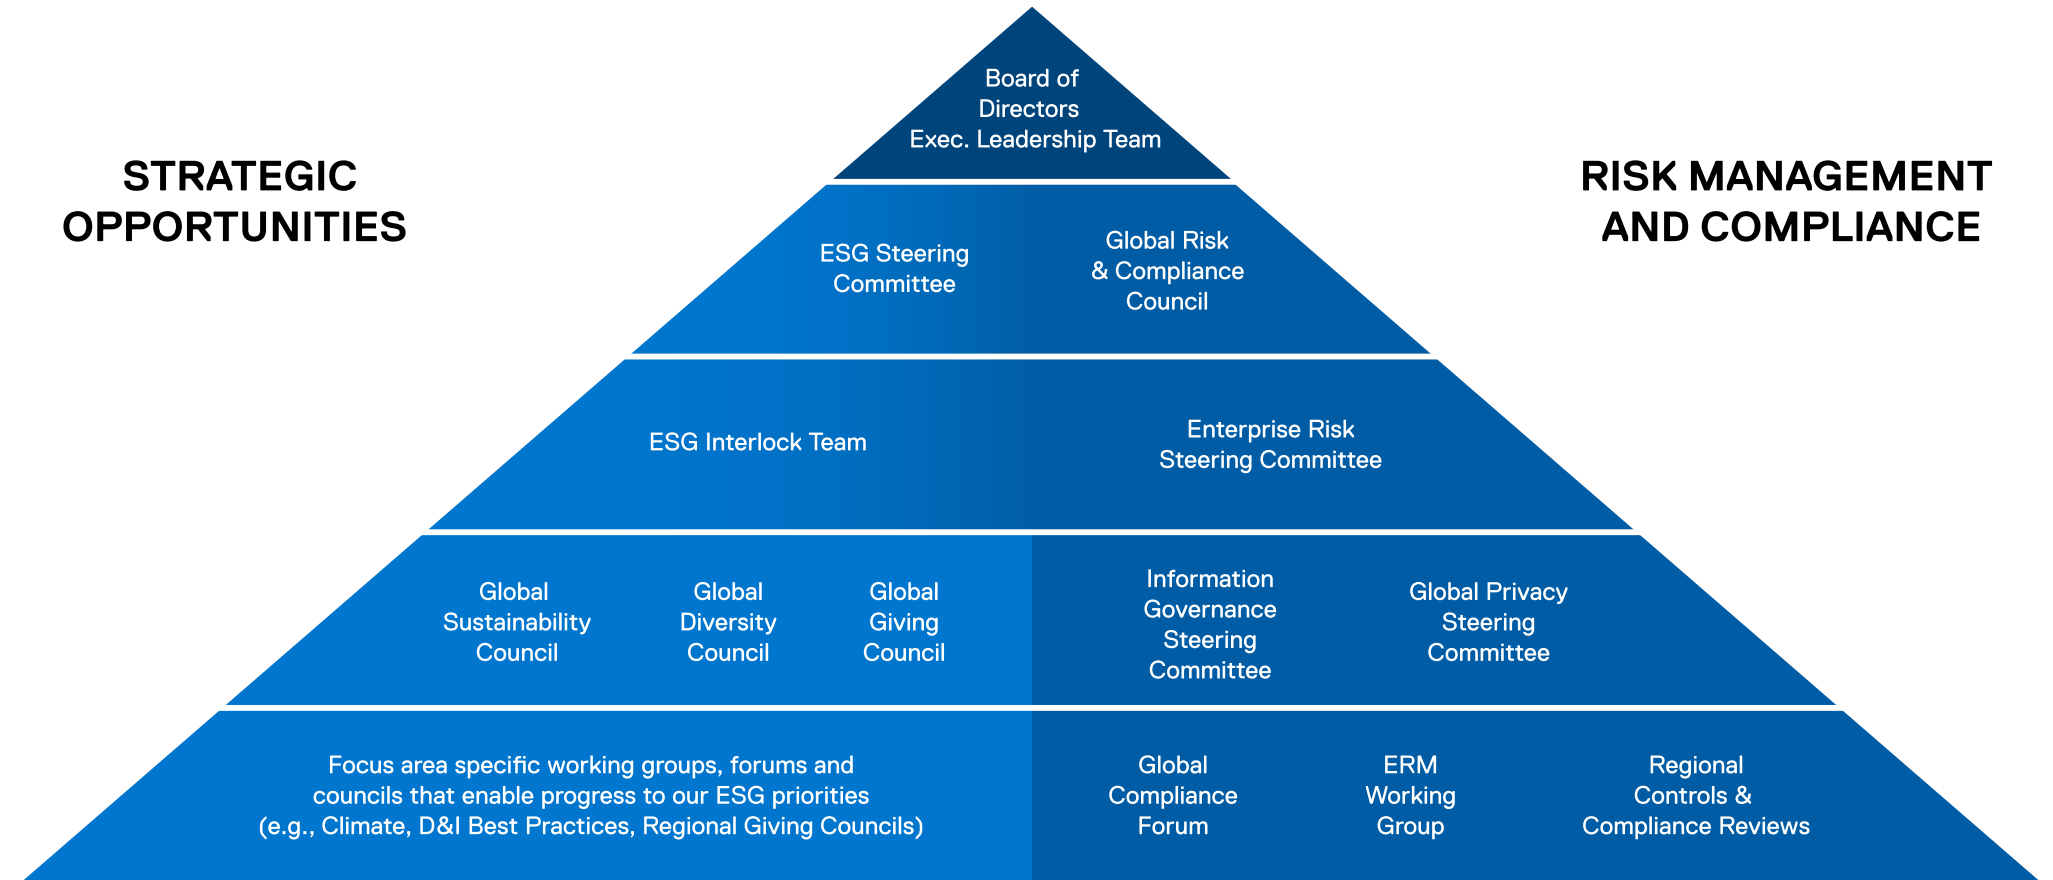 STRATEGIC
OPPORTUNITIES
RISK MANAGEMENT
AND COMPLIANCE
Board of
Directors
Exec. Leadership Team
ESG Steering
Committee
Global Risk
& Compliance
Council
ESG Interlock Team
Enterprise Risk
Steering Committee
Global
Sustainability
Council
Global
Diversity
Council
Global
Giving
Council
Information
Governance
Steering
Committee
Global Privacy
Steering
Committee
Focus area specific working groups, forums and
councils that enable progress to our ESG priorities
(e.g., Climate, D&I Best Practices, Regional Giving Councils)
Global
Compliance
Forum
ERM
Working
Group
Regional
Controls &
Compliance Reviews